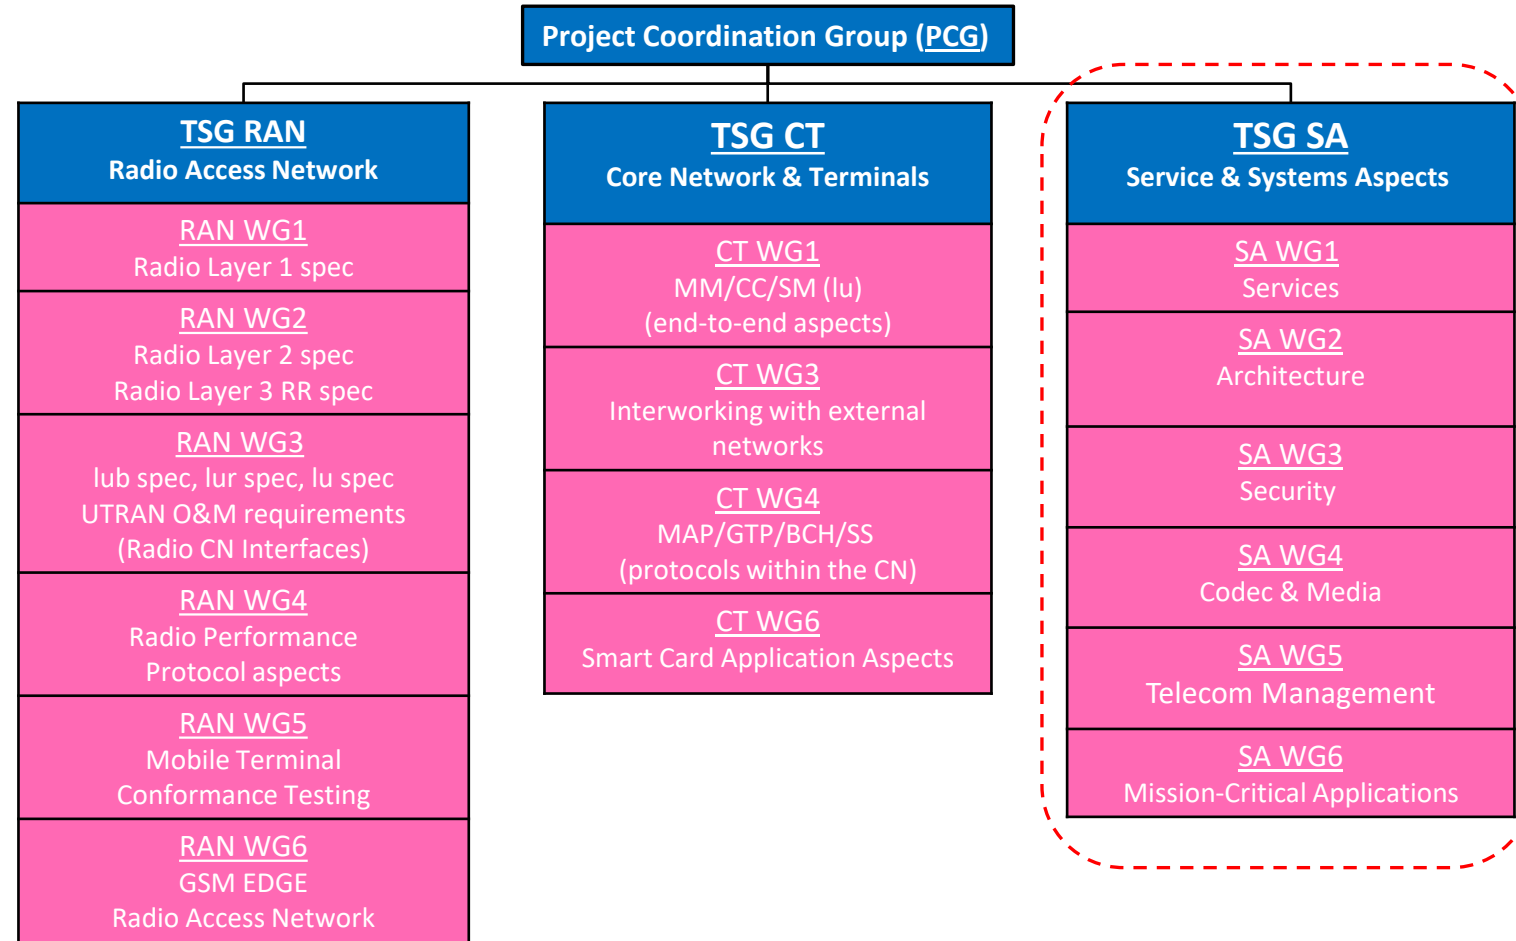 Project Coordination Group (PCG)
TSG RAN
Radio Access Network
RAN WG1
Radio Layer 1 spec
RAN WG2
Radio Layer 2 spec
Radio Layer 3 RR spec
RAN WG3
lub spec, lur spec, lu spec
UTRAN O&M requirements
(Radio CN Interfaces)
RAN WG4
Radio Performance
Protocol aspects
RAN WG5
Mobile Terminal
Conformance Testing
RAN WG6
GSM EDGE
Radio Access Network
TSG CT
Core Network & Terminals
CT WG1
MM/CC/SM (lu)
(end-to-end aspects)
CT WG3
Interworking with external
networks
CT WG4
MAP/GTP/BCH/SS
(protocols within the CN)
CT WG6
Smart Card Application Aspects
TSG SA
Service & Systems Aspects
SA WG1
Services
SA WG2
Architecture
SA WG3
Security
SA WG4
Codec & Media
SA WG5
Telecom Management
SA WG6
Mission-Critical Applications